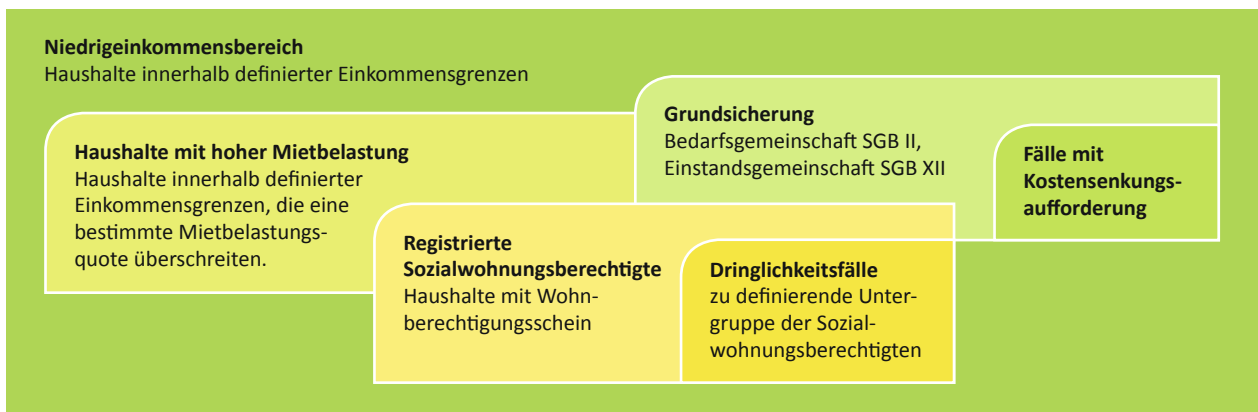 Niedrigeinkommensbereich
Haushalte innerhalb definierter Einkommensgrenzen
Haushalte mit hoher Mietbelastung
Haushalte innerhalb definierter
Einkommensgrenzen, die eine
bestimmte Mietbelastungs-
quote überschreiten.
Grundsicherung
Bedarfsgemeinschaft SGB II,
Einstandsgemeinschaft SGB XII
Fälle mit
Kostensenkungs-
aufforderung
Registrierte
Sozialwohnungsberechtigte
Haushalte mit Wohn-
berechtigungsschein
Dringlichkeitsfälle
zu definierende Unter-
gruppe der Sozial-
wohnungsberechtigten